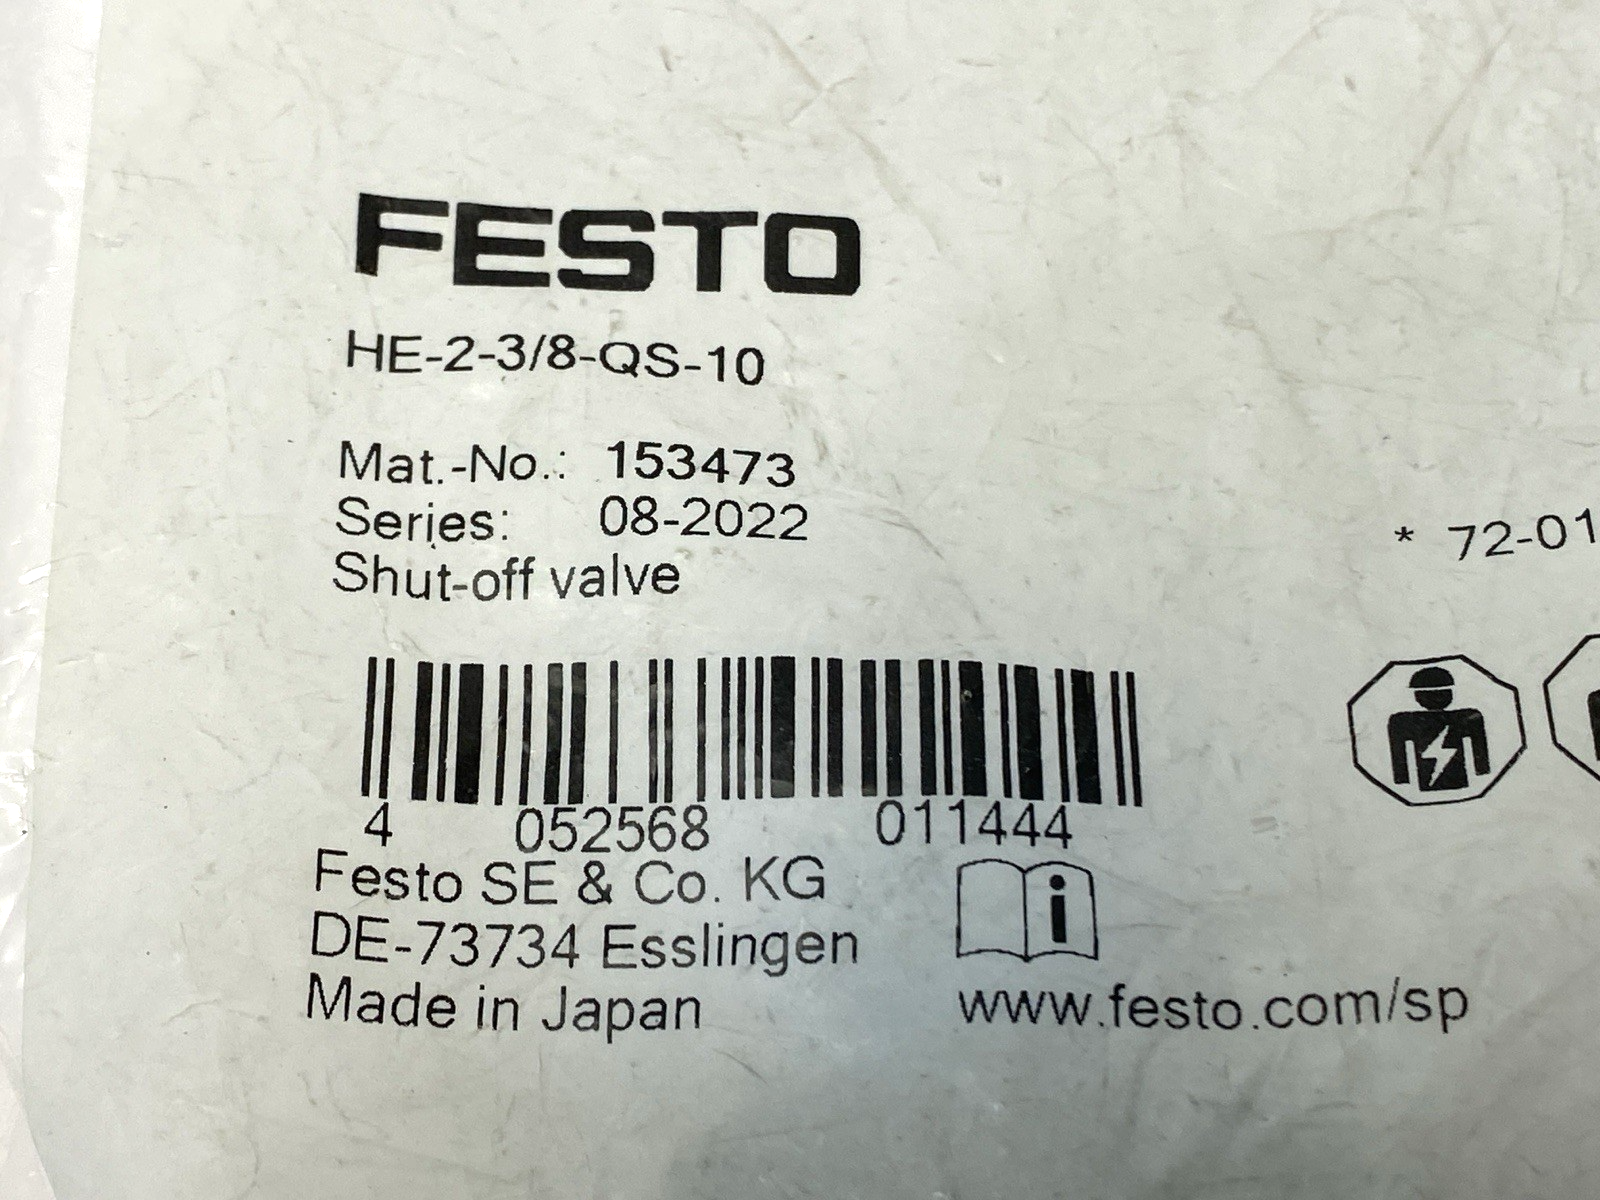 FESTO
HE-2-3/8-QS-10
Mat.-No.: 153473
Series: 08-2022
Shut-off valve
* 72-01
4 052568 011444
Festo SE & Co. KG
DE-73734 Esslingen
Made in Japan
i
www.festo.com/sp